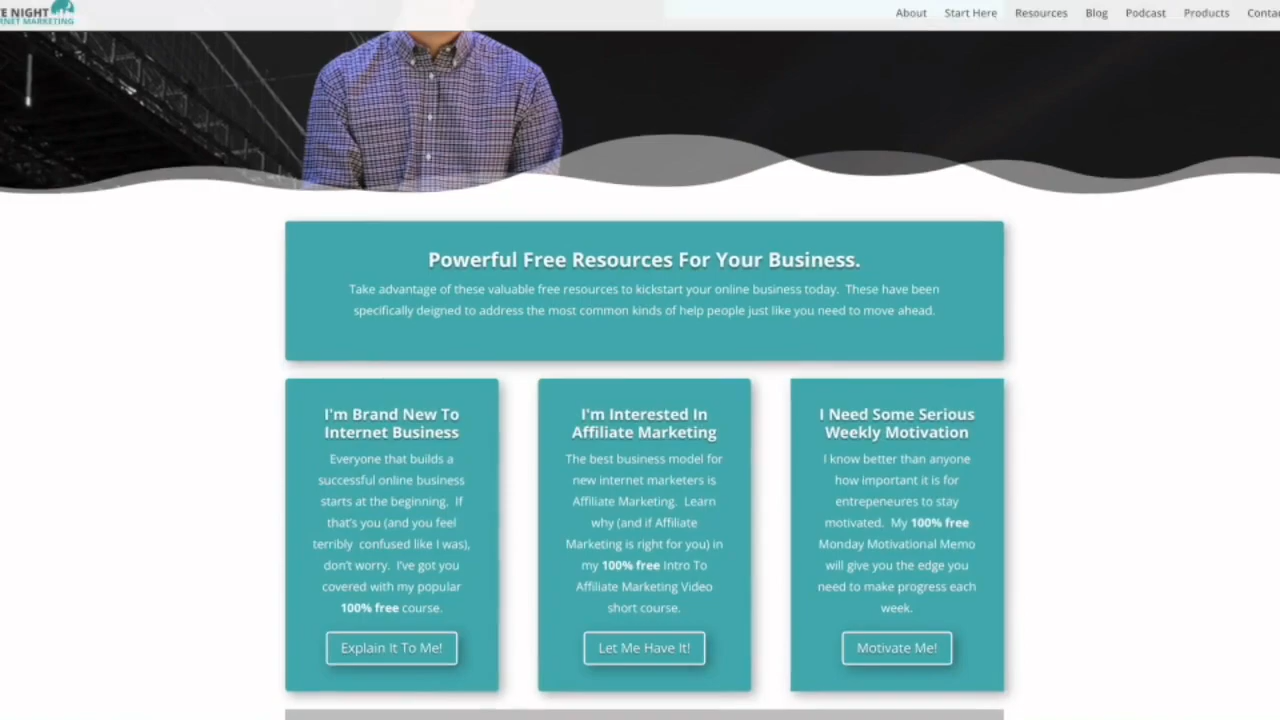 NIGHT
MARKETING
About Start Here Resources Blog Podcast Products
Powerful Free Resources For Your Business.
Take advantage of these valuable free resources to kickstart your online business today. These have been
specifically deigned to address the most common kinds of help people just like you need to move ahead.
I'm Brand New To
Internet Business
Everyone that builds a
successful online business
starts at the beginning. If
that's you (and you feel
terribly confused like I was),
don't worry. I've got you
covered with my popular
100% free course.
Explain It To Me!
I'm Interested In
Affiliate Marketing
The best business model for
new internet marketers is
Affiliate Marketing. Learn
why (and if Affiliate
Marketing is right for you) in
my 100% free Intro To
Affiliate Marketing Video
short course.
Let Me Have It!
I Need Some Serious
Weekly Motivation
I know better than anyone
how important it is for
entrepeneures to stay
motivated. My 100% free
Monday Motivational Memo
will give you the edge you
need to make progress each
week.
Motivate Me!